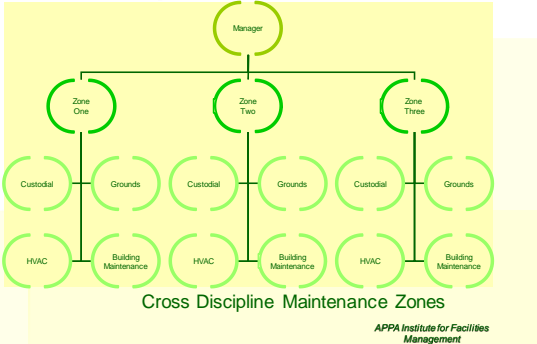 Manager
Zone
One
Zone
Two
Zone
Three
Custodial
Grounds
Custodial
Grounds
Custodial
Grounds
HVAC
Building
Maintenance
HVAC
Building
Maintenance
HVAC
Building
Maintenance
Cross Discipline Maintenance Zones
APPA Institute for Facilities
Management